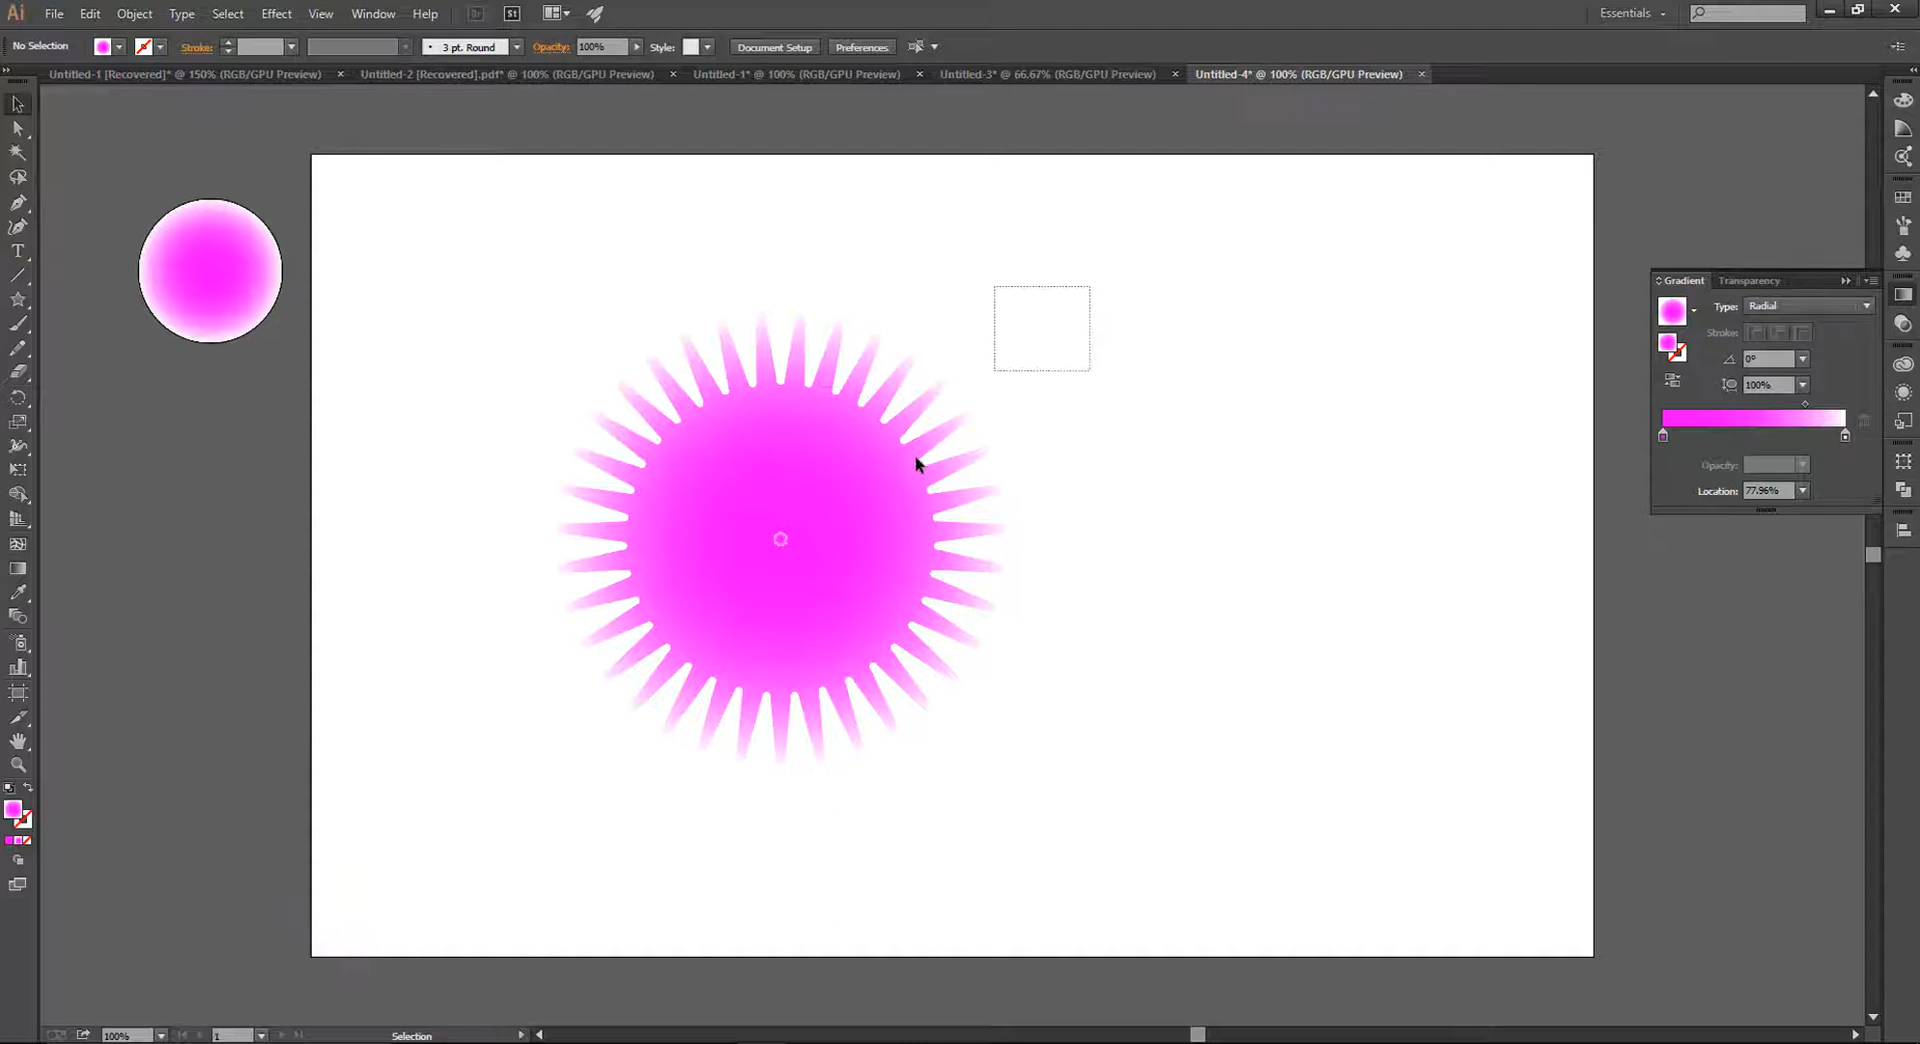 Ai File Edit Object Type Select Effect View Window Help Br St Essentials
No Selection Stroke: 3 pt. Round Opacity: 100% Style: Document Setup Preferences
Untitled-1 [Recovered]* @ 150% (RGB/GPU Preview) × Untitled-2 [Recovered].pdf* @ 100% (RGB/GPU Preview) × Untitled-1* @ 100% (RGB/GPU Preview) × Untitled-3* @ 66.67% (RGB/GPU Preview) × Untitled-4* @ 100% (RGB/GPU Preview) ×
Gradient Transparency
Type: Radial
Stroke:
0°
100%
Opacity:
Location: 77.96%
100% 1 Selection